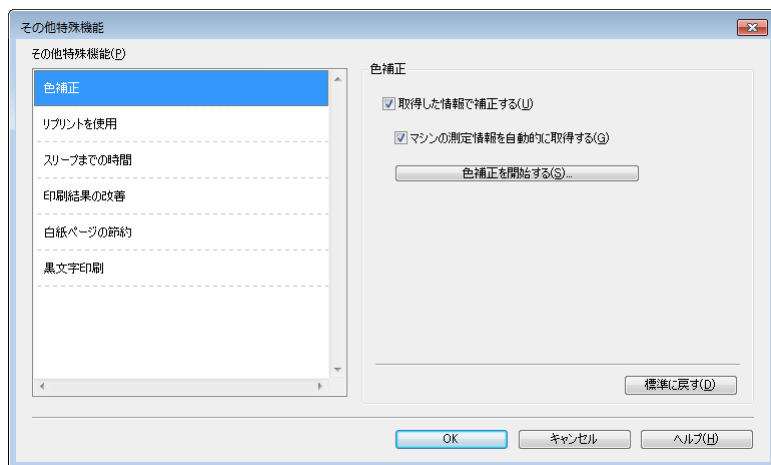 その他特殊機能
その他特殊機能(P)
色補正
リプリントを使用
スリープまでの時間
印刷結果の改善
白紙ページの節約
黒文字印刷
色補正
取得した情報で補正する(U)
マシンの測定情報を自動的に取得する(G)
色補正を開始する(S)...
標準に戻す(D)
OK
キャンセル
ヘルプ(H)